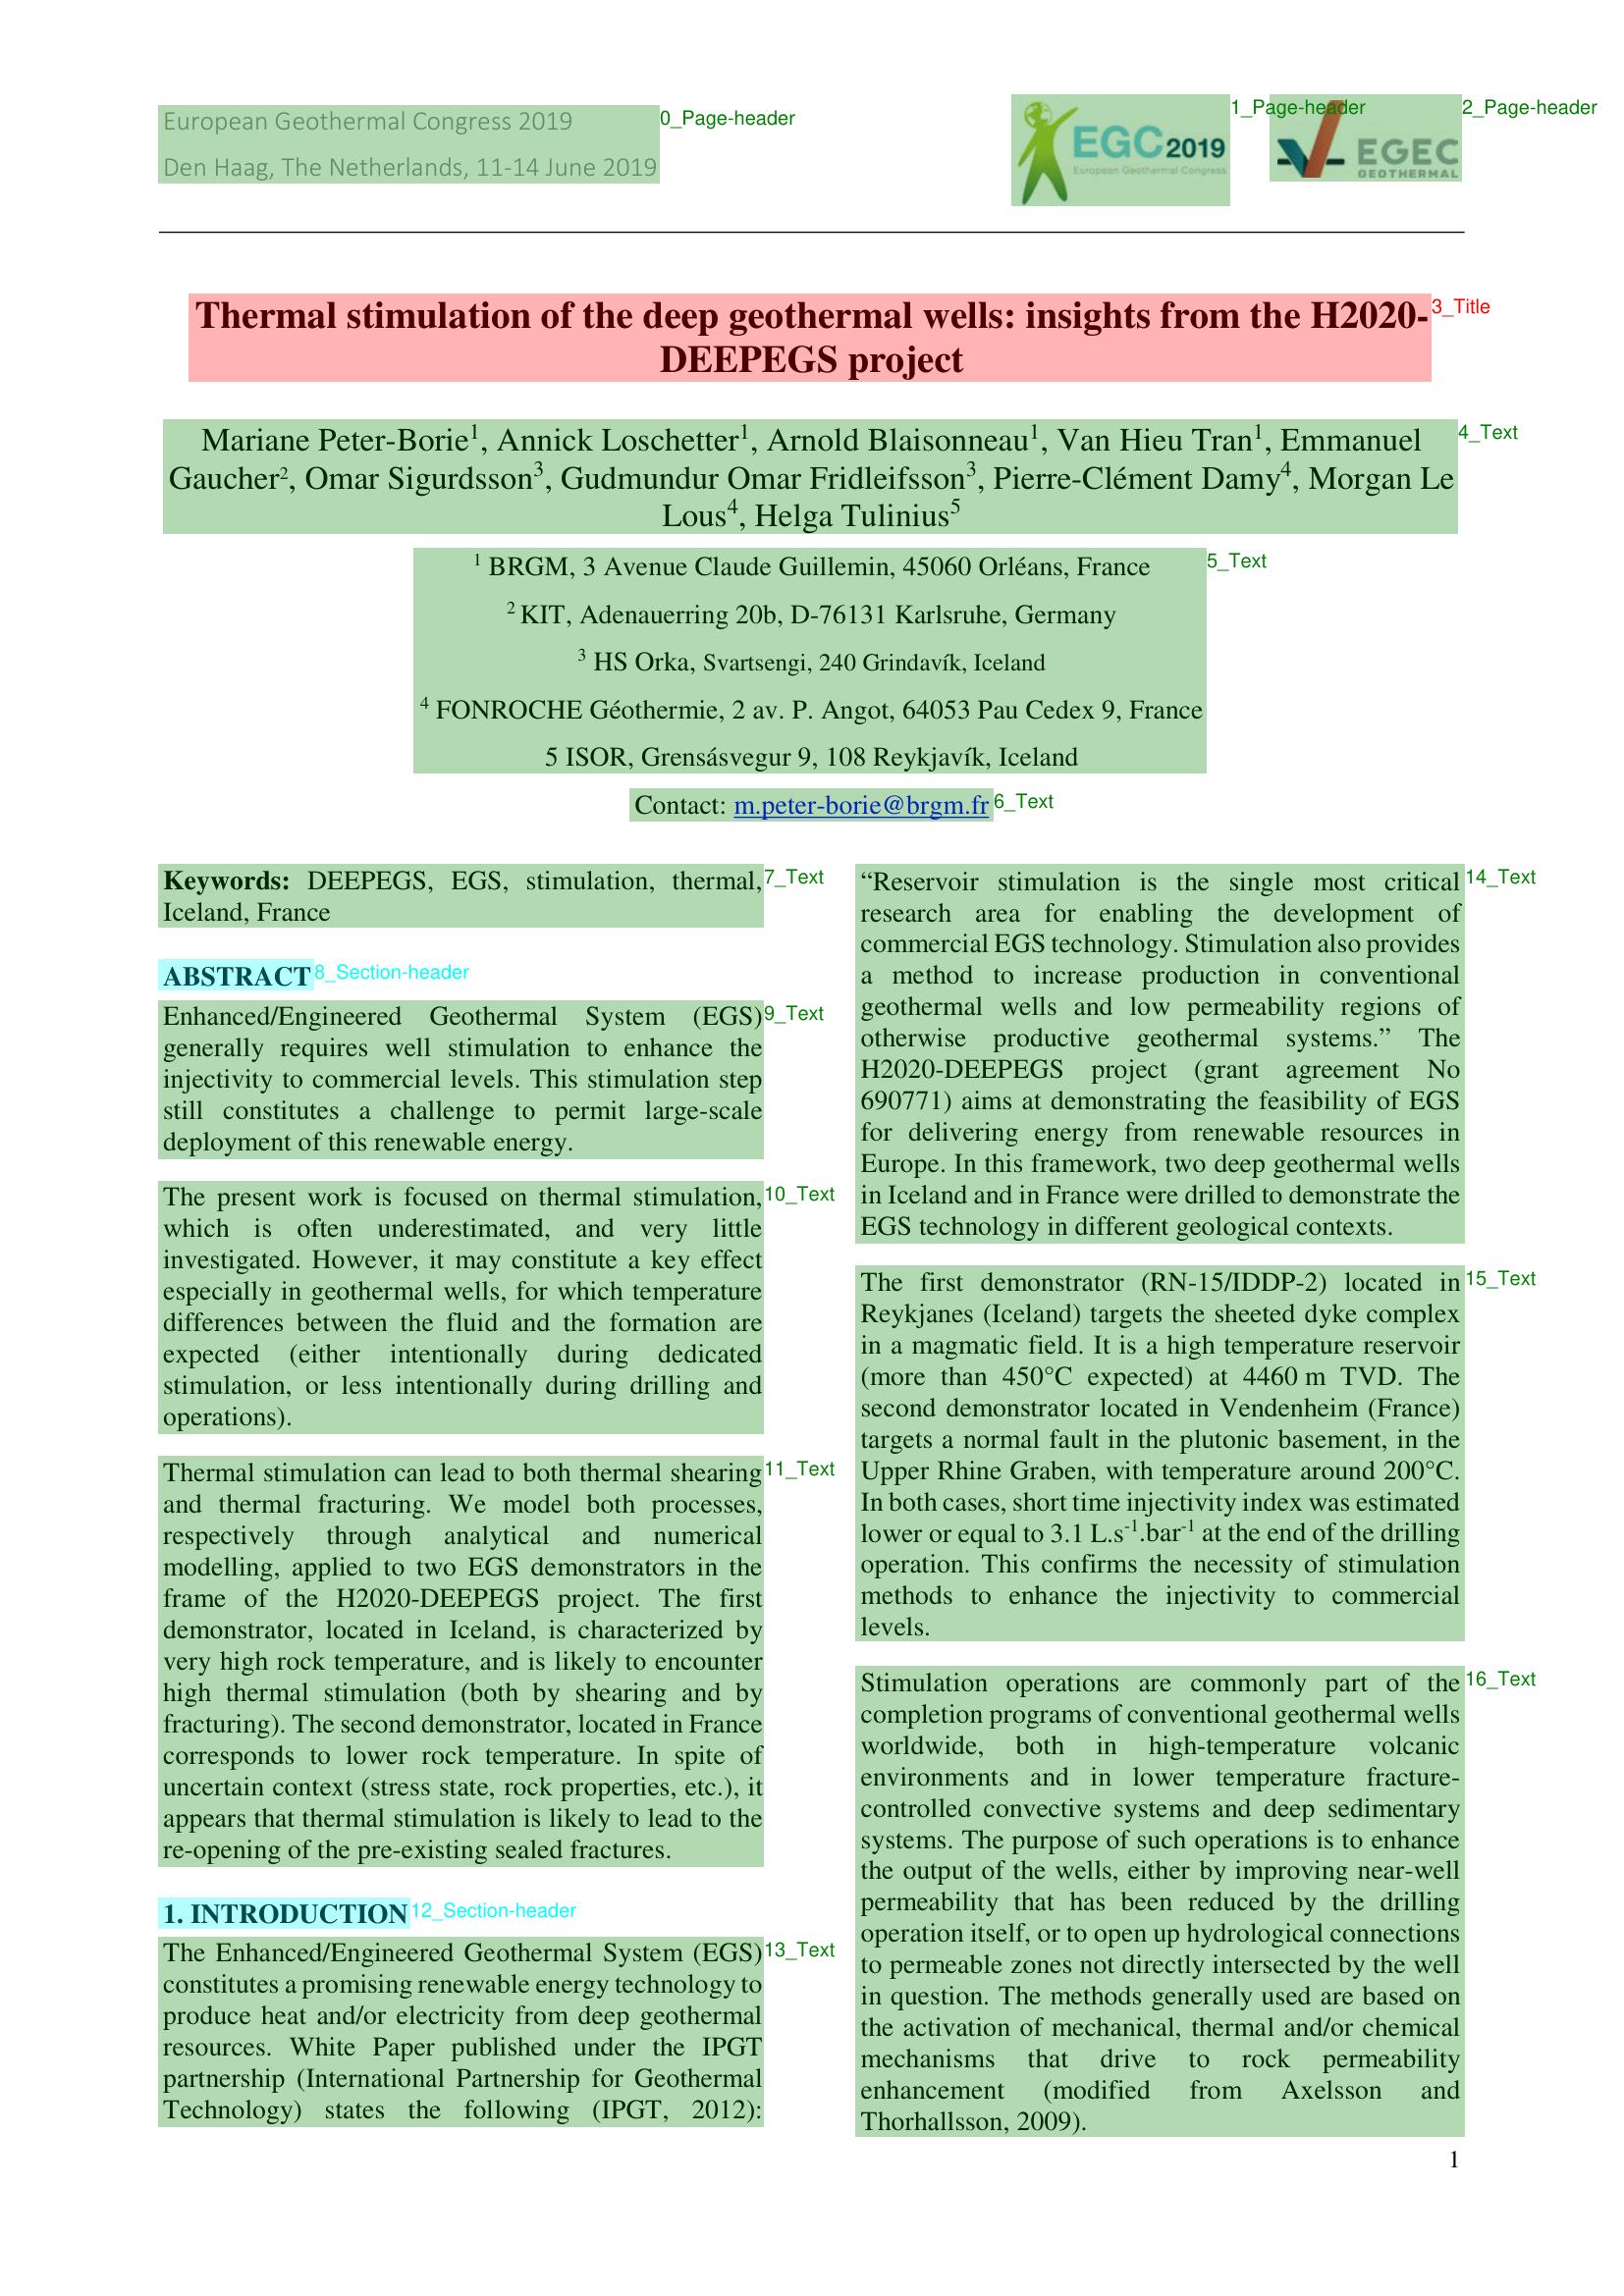 European Geothermal Congress 2019
0_Page-header
Den Haag, The Netherlands, 11-14 June 2019
EGC2019
European Geothermal Congress
1_Page-header
EGEC
GEOTHERMAL
2_Page-header
Thermal stimulation of the deep geothermal wells: insights from the H2020-
3_Title
DEEPEGS project
Mariane Peter-Borie1, Annick Loschetter1, Arnold Blaisonneau1, Van Hieu Tran1, Emmanuel
4_Text
Gaucher2, Omar Sigurdsson3, Gudmundur Omar Fridleifsson3, Pierre-Clément Damy4, Morgan Le
Lous4, Helga Tulinius5
1 BRGM, 3 Avenue Claude Guillemin, 45060 Orléans, France
5_Text
2 KIT, Adenauerring 20b, D-76131 Karlsruhe, Germany
3 HS Orka, Svartsengi, 240 Grindavík, Iceland
4 FONROCHE Géothermie, 2 av. P. Angot, 64053 Pau Cedex 9, France
5 ISOR, Grensásvegur 9, 108 Reykjavík, Iceland
Contact: m.peter-borie@brgm.fr
6_Text
Keywords: DEEPEGS, EGS, stimulation, thermal,
7_Text
Iceland, France
ABSTRACT
8_Section-header
Enhanced/Engineered Geothermal System (EGS)
9_Text
generally requires well stimulation to enhance the
injectivity to commercial levels. This stimulation step
still constitutes a challenge to permit large-scale
deployment of this renewable energy.
The present work is focused on thermal stimulation,
10_Text
which is often underestimated, and very little
investigated. However, it may constitute a key effect
especially in geothermal wells, for which temperature
differences between the fluid and the formation are
expected (either intentionally during dedicated
stimulation, or less intentionally during drilling and
operations).
Thermal stimulation can lead to both thermal shearing
11_Text
and thermal fracturing. We model both processes,
respectively through analytical and numerical
modelling, applied to two EGS demonstrators in the
frame of the H2020-DEEPEGS project. The first
demonstrator, located in Iceland, is characterized by
very high rock temperature, and is likely to encounter
high thermal stimulation (both by shearing and by
fracturing). The second demonstrator, located in France
corresponds to lower rock temperature. In spite of
uncertain context (stress state, rock properties, etc.), it
appears that thermal stimulation is likely to lead to the
re-opening of the pre-existing sealed fractures.
1. INTRODUCTION
12_Section-header
The Enhanced/Engineered Geothermal System (EGS)
13_Text
constitutes a promising renewable energy technology to
produce heat and/or electricity from deep geothermal
resources. White Paper published under the IPGT
partnership (International Partnership for Geothermal
Technology) states the following (IPGT, 2012):
“Reservoir stimulation is the single most critical
14_Text
research area for enabling the development of
commercial EGS technology. Stimulation also provides
a method to increase production in conventional
geothermal wells and low permeability regions of
otherwise productive geothermal systems.” The
H2020-DEEPEGS project (grant agreement No
690771) aims at demonstrating the feasibility of EGS
for delivering energy from renewable resources in
Europe. In this framework, two deep geothermal wells
in Iceland and in France were drilled to demonstrate the
EGS technology in different geological contexts.
The first demonstrator (RN-15/IDDP-2) located in
15_Text
Reykjanes (Iceland) targets the sheeted dyke complex
in a magmatic field. It is a high temperature reservoir
(more than 450°C expected) at 4460 m TVD. The
second demonstrator located in Vendenheim (France)
targets a normal fault in the plutonic basement, in the
Upper Rhine Graben, with temperature around 200°C.
In both cases, short time injectivity index was estimated
lower or equal to 3.1 L.s-1.bar-1 at the end of the drilling
operation. This confirms the necessity of stimulation
methods to enhance the injectivity to commercial
levels.
Stimulation operations are commonly part of the
16_Text
completion programs of conventional geothermal wells
worldwide, both in high-temperature volcanic
environments and in lower temperature fracture-
controlled convective systems and deep sedimentary
systems. The purpose of such operations is to enhance
the output of the wells, either by improving near-well
permeability that has been reduced by the drilling
operation itself, or to open up hydrological connections
to permeable zones not directly intersected by the well
in question. The methods generally used are based on
the activation of mechanical, thermal and/or chemical
mechanisms that drive to rock permeability
enhancement (modified from Axelsson and
Thorhallsson, 2009).
1